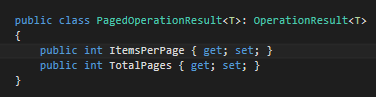 public class PagedOperationResult<T>: OperationResult<T>
{
public int ItemsPerPage { get; set; }
public int TotalPages { get; set; }
}